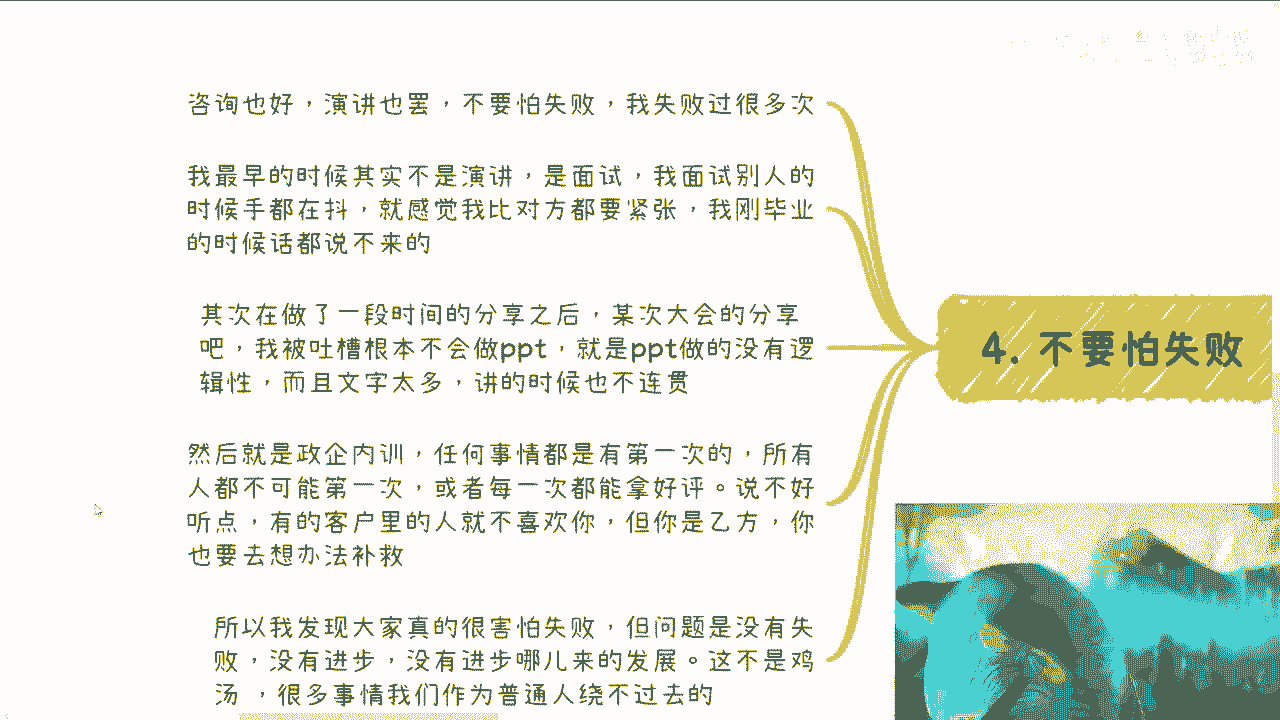 咨询也好，演讲也罢，不要怕失败，我失败过很多次
我最早的时候其实不是演讲，是面试，我面试别人的
时候手都在抖，就感觉我比对方都要紧张，我刚毕业
的时候话都说不来的
其次在做了一段时间的分享之后，某次大会的分享
吧，我被吐槽根本不会做ppt，就是ppt做的没有逻
辑性，而且文字太多，讲的时候也不连贯
然后就是政企内训，任何事情都是有第一次的，所有
人都不可能第一次，或者每一次都能拿好评。说不好
听点，有的客户里的人就不喜欢你，但你是乙方，你
也要去想办法补救
所以我发现大家真的很害怕失败，但问题是没有失
败，没有进步，没有进步哪儿来的发展。这不是鸡
汤 ，很多事情我们作为普通人绕不过去的
4. 不要怕失败